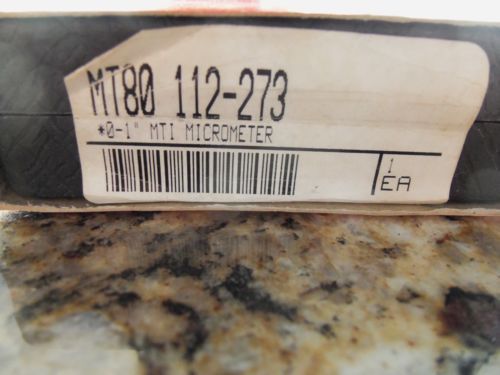 MT80 112-273
*0-1" MTI MICROMETER
1
EA